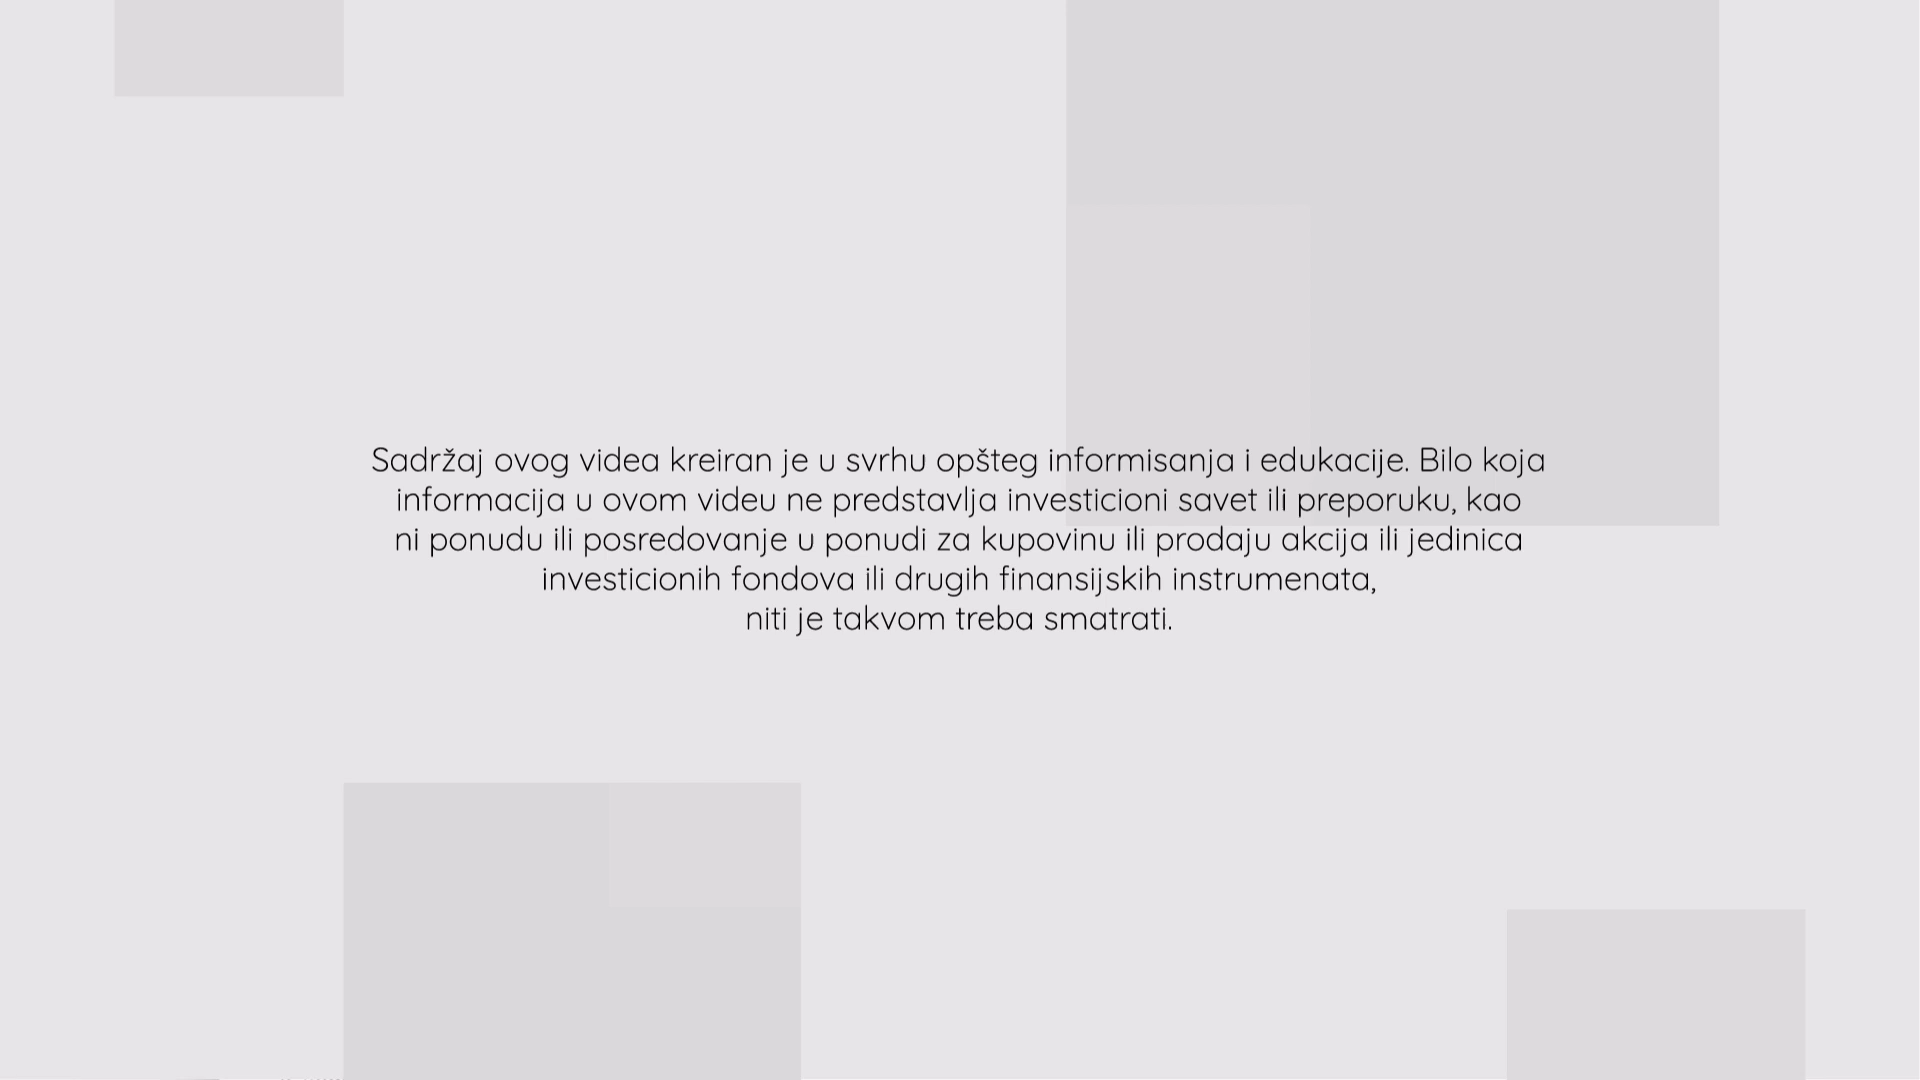 Sadržaj ovog videa kreiran je u svrhu opšteg informisanja i edukacije. Bilo koja
informacija u ovom videu ne predstavlja investicioni savet ili preporuku, kao
ni ponudu ili posredovanje u ponudi za kupovinu ili prodaju akcija ili jedinica
investicionih fondova ili drugih finansijskih instrumenata,
niti je takvom treba smatrati.